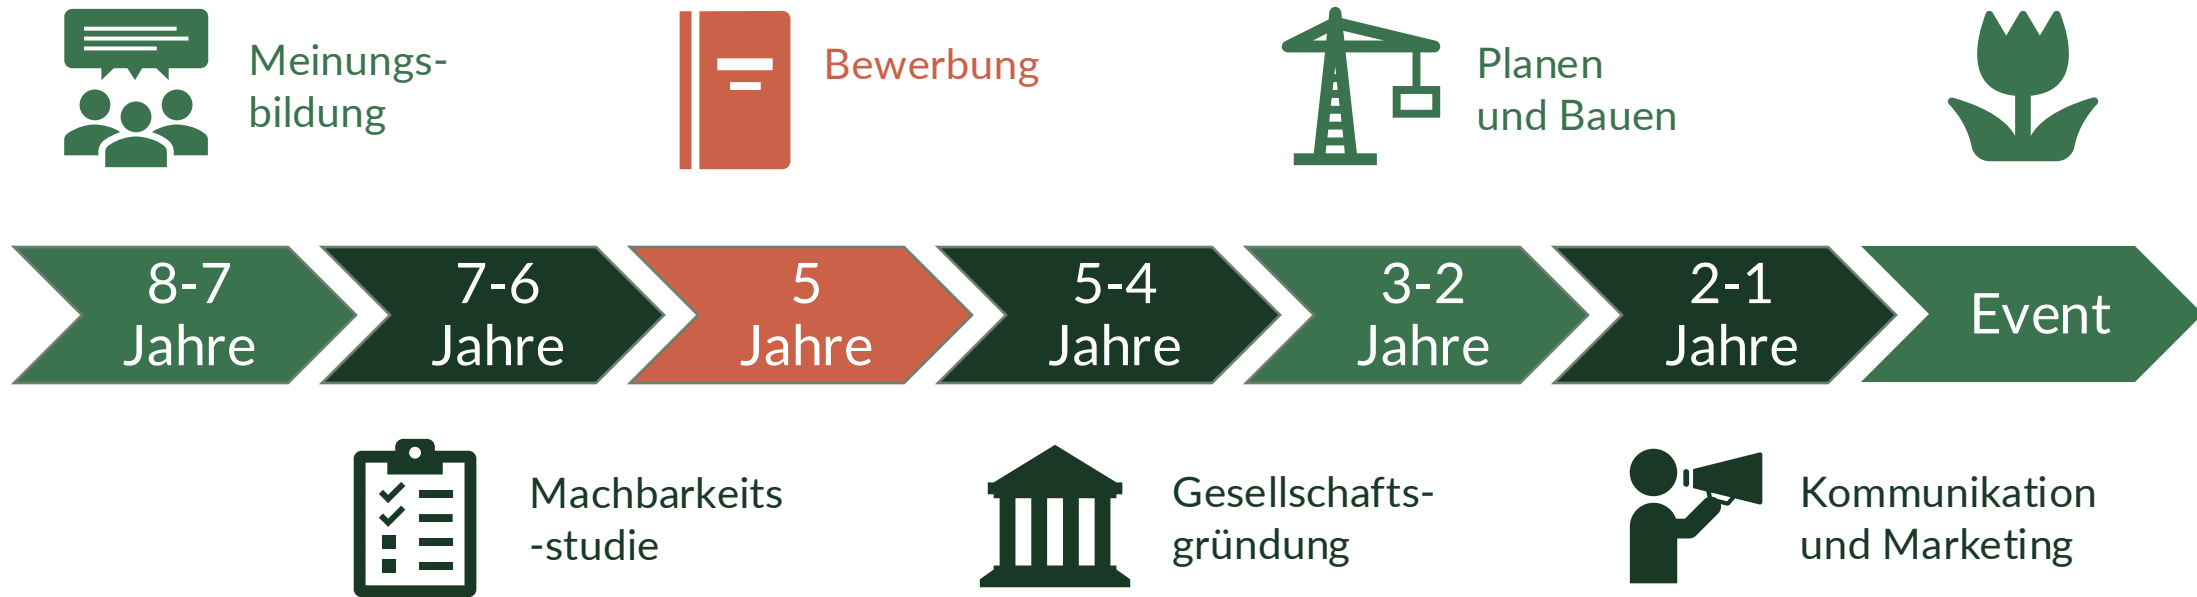 Meinungs-
bildung
Bewerbung
Planen
und Bauen
8-7
Jahre
7-6
Jahre
5
Jahre
5-4
Jahre
3-2
Jahre
2-1
Jahre
Event
Machbarkeits
-studie
Gesellschafts-
gründung
Kommunikation
und Marketing